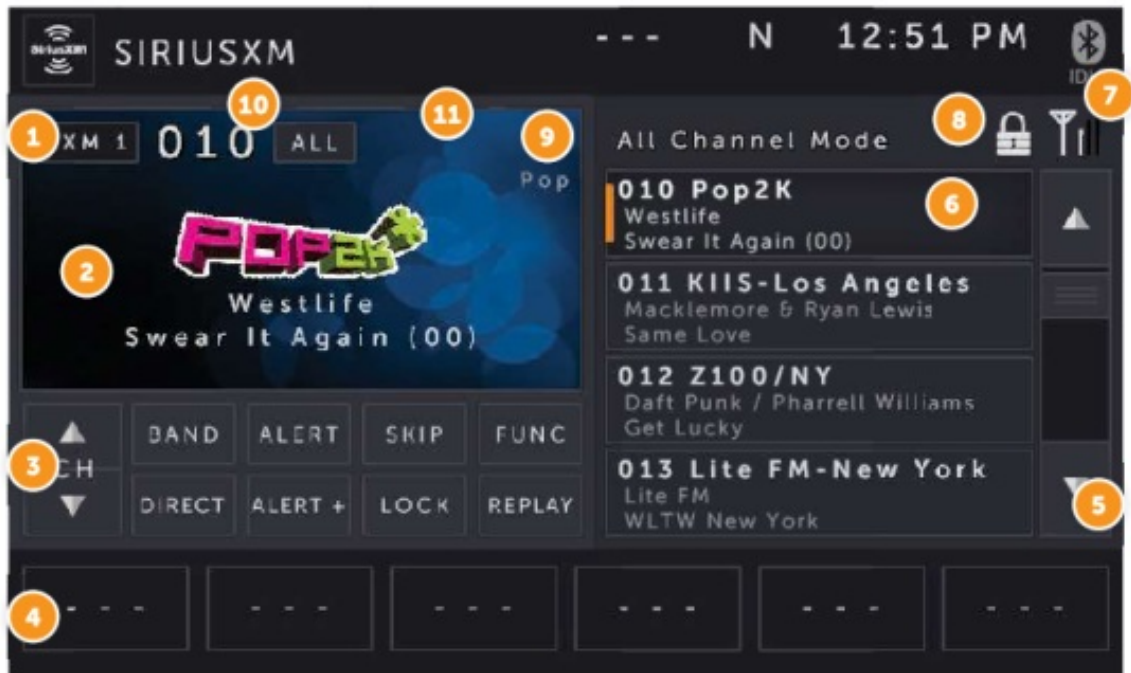 SiriusXM
SIRIUSXM
--- N 12:51 PM
7
1
XM 1 010 ALL
10
11
9
Pop
POP2K
2
Westlife
Swear It Again (00)
3
CH
BAND ALERT SKIP FUNC
DIRECT ALERT + LOCK REPLAY
8
All Channel Mode
6
010 Pop2K
Westlife
Swear It Again (00)
011 KIIS-Los Angeles
Macklemore & Ryan Lewis
Same Love
012 Z100/NY
Daft Punk / Pharrell Williams
Get Lucky
013 Lite FM-New York
Lite FM
WLTW New York
5
4
--- --- --- --- --- ---